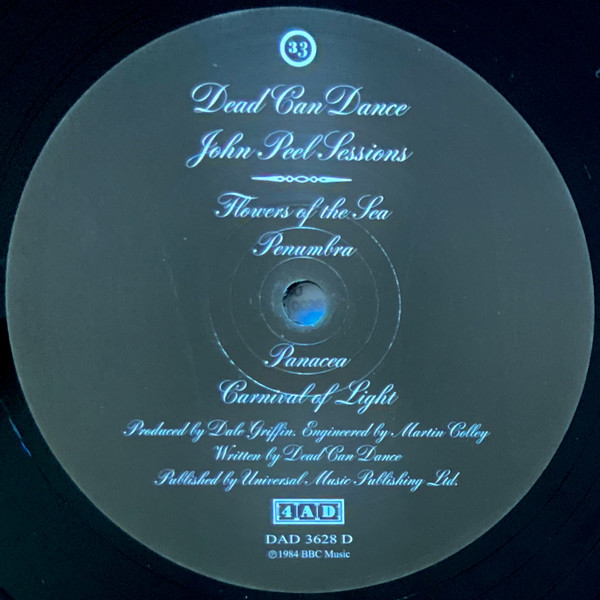 33
Dead Can Dance
John Peel Sessions
Flowers of the Sea
Penumbra
Panacea
Carnival of Light
Produced by Dale Griffin. Engineered by Martin Colley
Written by Dead Can Dance
Published by Universal Music Publishing Ltd.
4AD
DAD 3628 D
℗1984 BBC Music